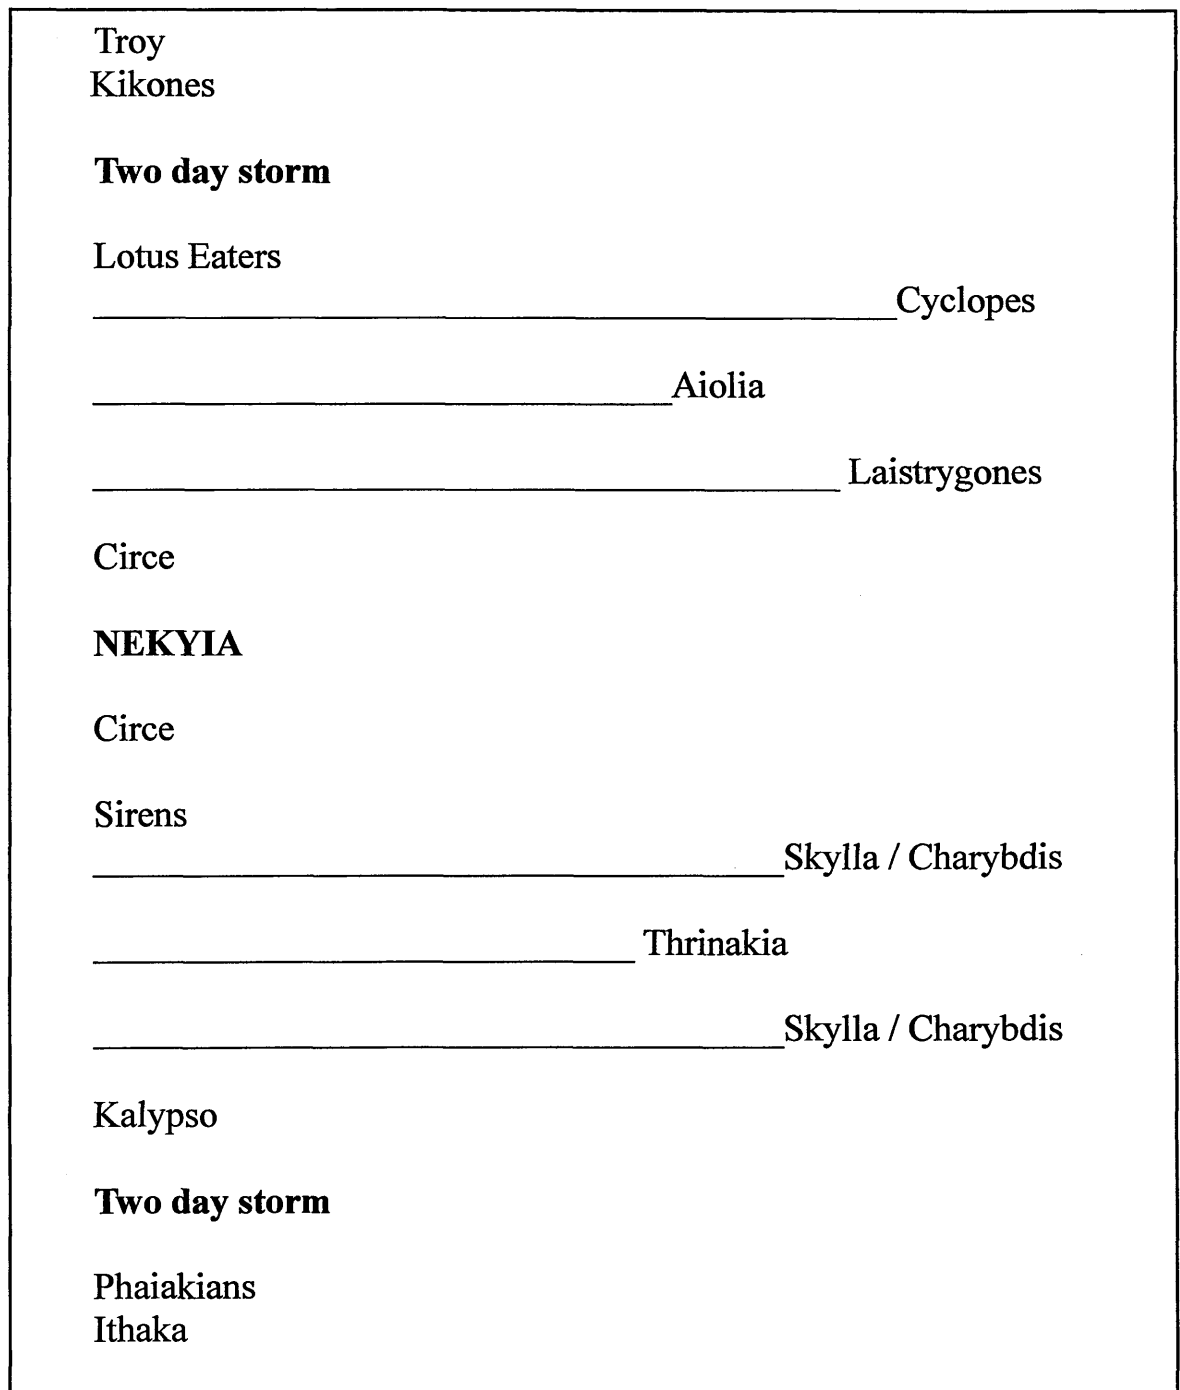 Troy
Kikones
Two day storm
Lotus Eaters
Cyclopes
Aiolia
Laistrygones
Circe
NEKYIA
Circe
Sirens
Skylla / Charybdis
Thrinakia
Skylla / Charybdis
Kalypso
Two day storm
Phaiakians
Ithaka